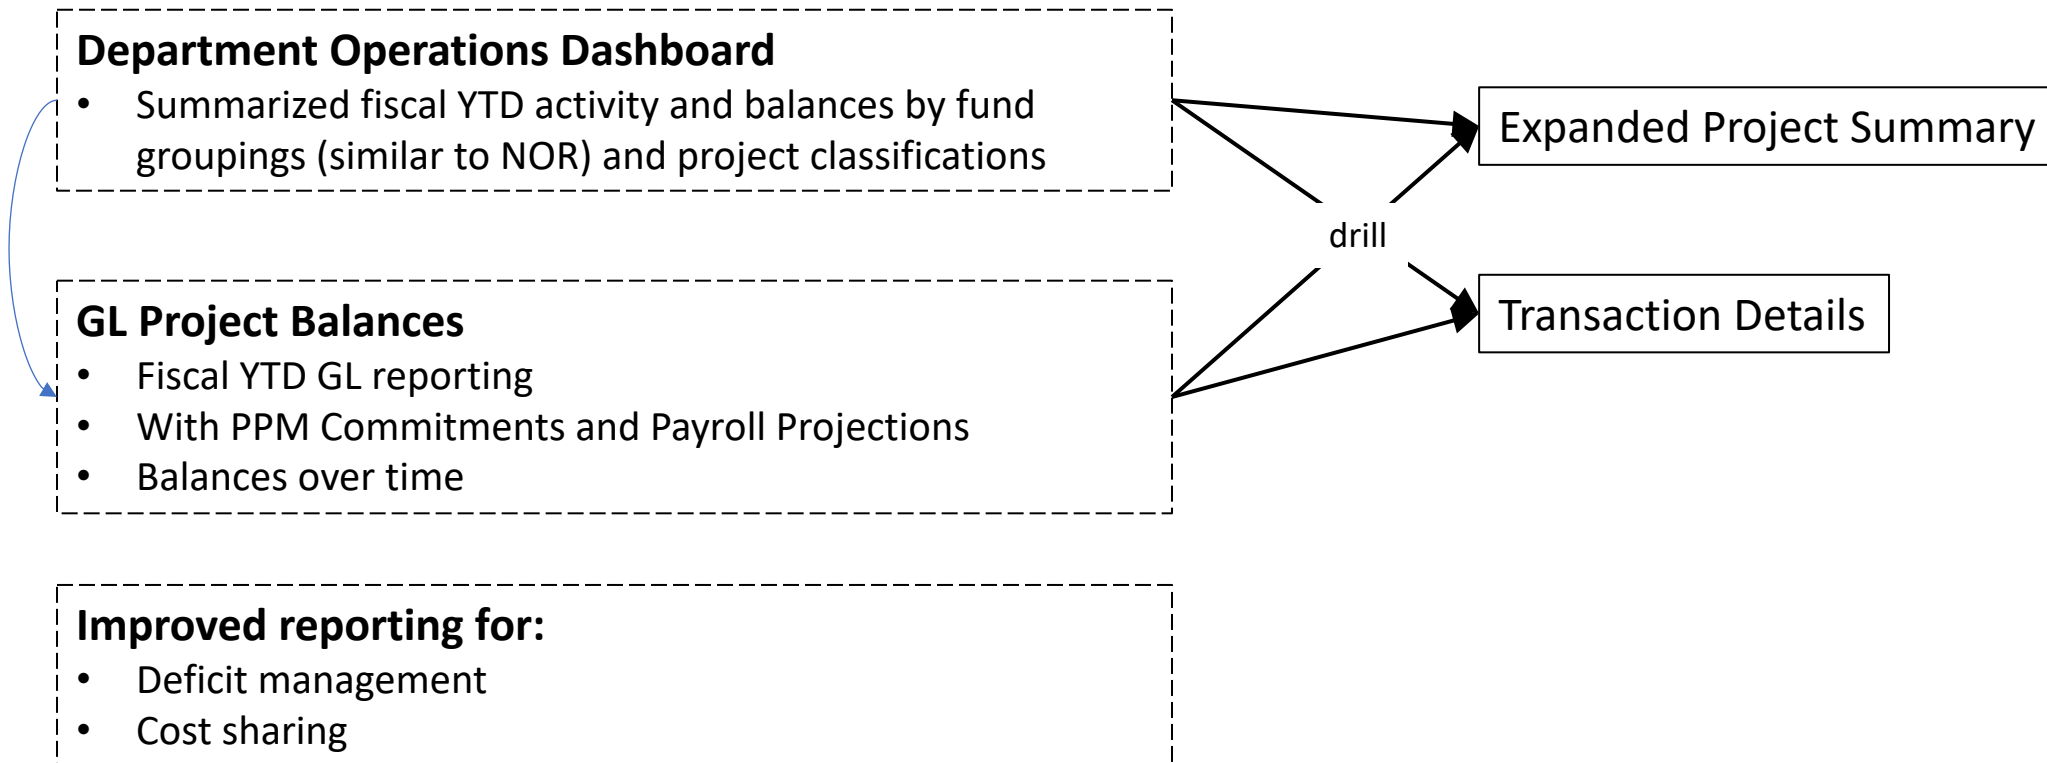 Department Operations Dashboard
• Summarized fiscal YTD activity and balances by fund
groupings (similar to NOR) and project classifications
Expanded Project Summary
drill
GL Project Balances
• Fiscal YTD GL reporting
• With PPM Commitments and Payroll Projections
• Balances over time
Transaction Details
Improved reporting for:
• Deficit management
• Cost sharing